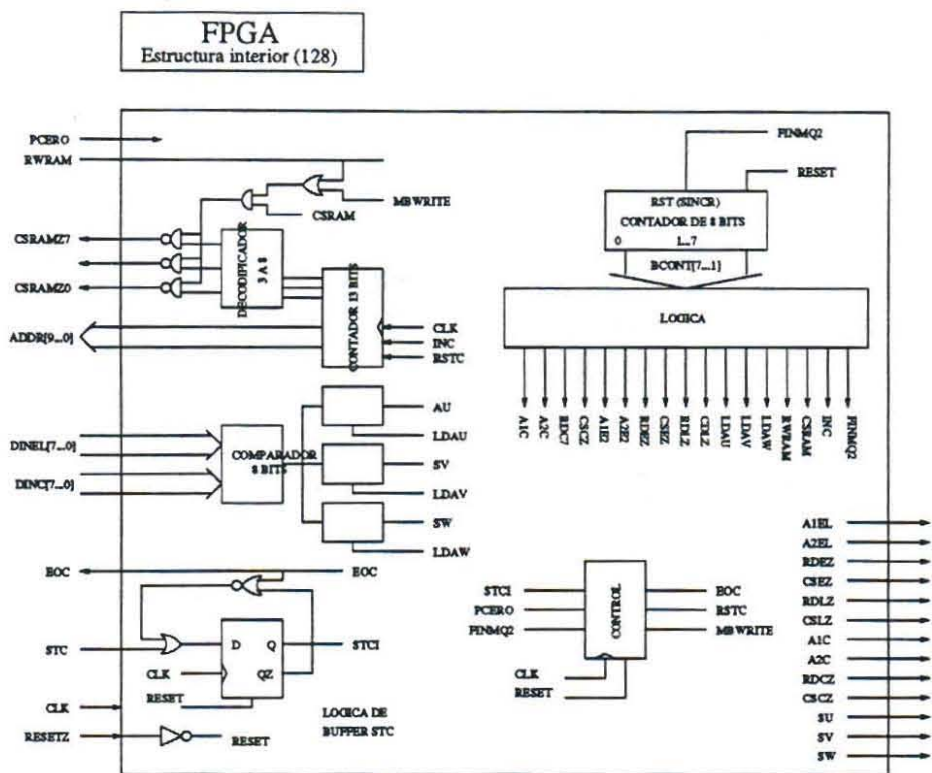 FPGA
Estructura interior (128)
PCERO
RWRAM
MBWRITE
CSRAM
CSRAMZ7
CSRAMZ0
DECODIFICADOR
3 A 8
CONTADOR 13 BITS
ADDR[9...0]
CLK
INC
RSTC
FINMQ2
RESET
RST (SINCR)
CONTADOR DE 8 BITS
0 1...7
BCONT[7...1]
LOGICA
A1C
A2C
RDC7
CSCZ
A1EZ
A2EZ
RDEZ
CSEZ
RDLZ
CELZ
LDAU
LDAV
LDAW
RWRAM
CSRAM
INC
FINMQ2
DINEL[7...0]
DINC[7...0]
COMPARADOR
8 BITS
AU
LDAU
SV
LDAV
SW
LDAW
EOC
EOC
STC
D Q
QZ
STCI
CLK
RESET
CLK
RESETZ
RESET
LOGICA DE
BUFFER STC
STCI
PCERO
FINMQ2
CONTROL
EOC
RSTC
MBWRITE
CLK
RESET
A1EL
A2EL
RDEZ
CSEZ
RDLZ
CSLZ
A1C
A2C
RDCZ
CSCZ
SU
SV
SW